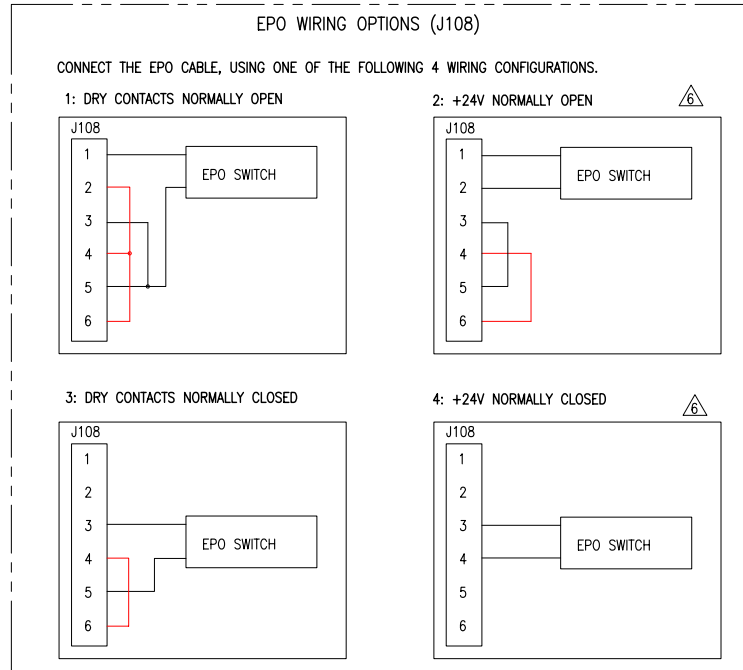 EPO WIRING OPTIONS (J108)
CONNECT THE EPO CABLE, USING ONE OF THE FOLLOWING 4 WIRING CONFIGURATIONS.
1: DRY CONTACTS NORMALLY OPEN
J108
1
2
3
4
5
6
EPO SWITCH
2: +24V NORMALLY OPEN
6
J108
1
2
3
4
5
6
EPO SWITCH
3: DRY CONTACTS NORMALLY CLOSED
J108
1
2
3
4
5
6
EPO SWITCH
4: +24V NORMALLY CLOSED
6
J108
1
2
3
4
5
6
EPO SWITCH